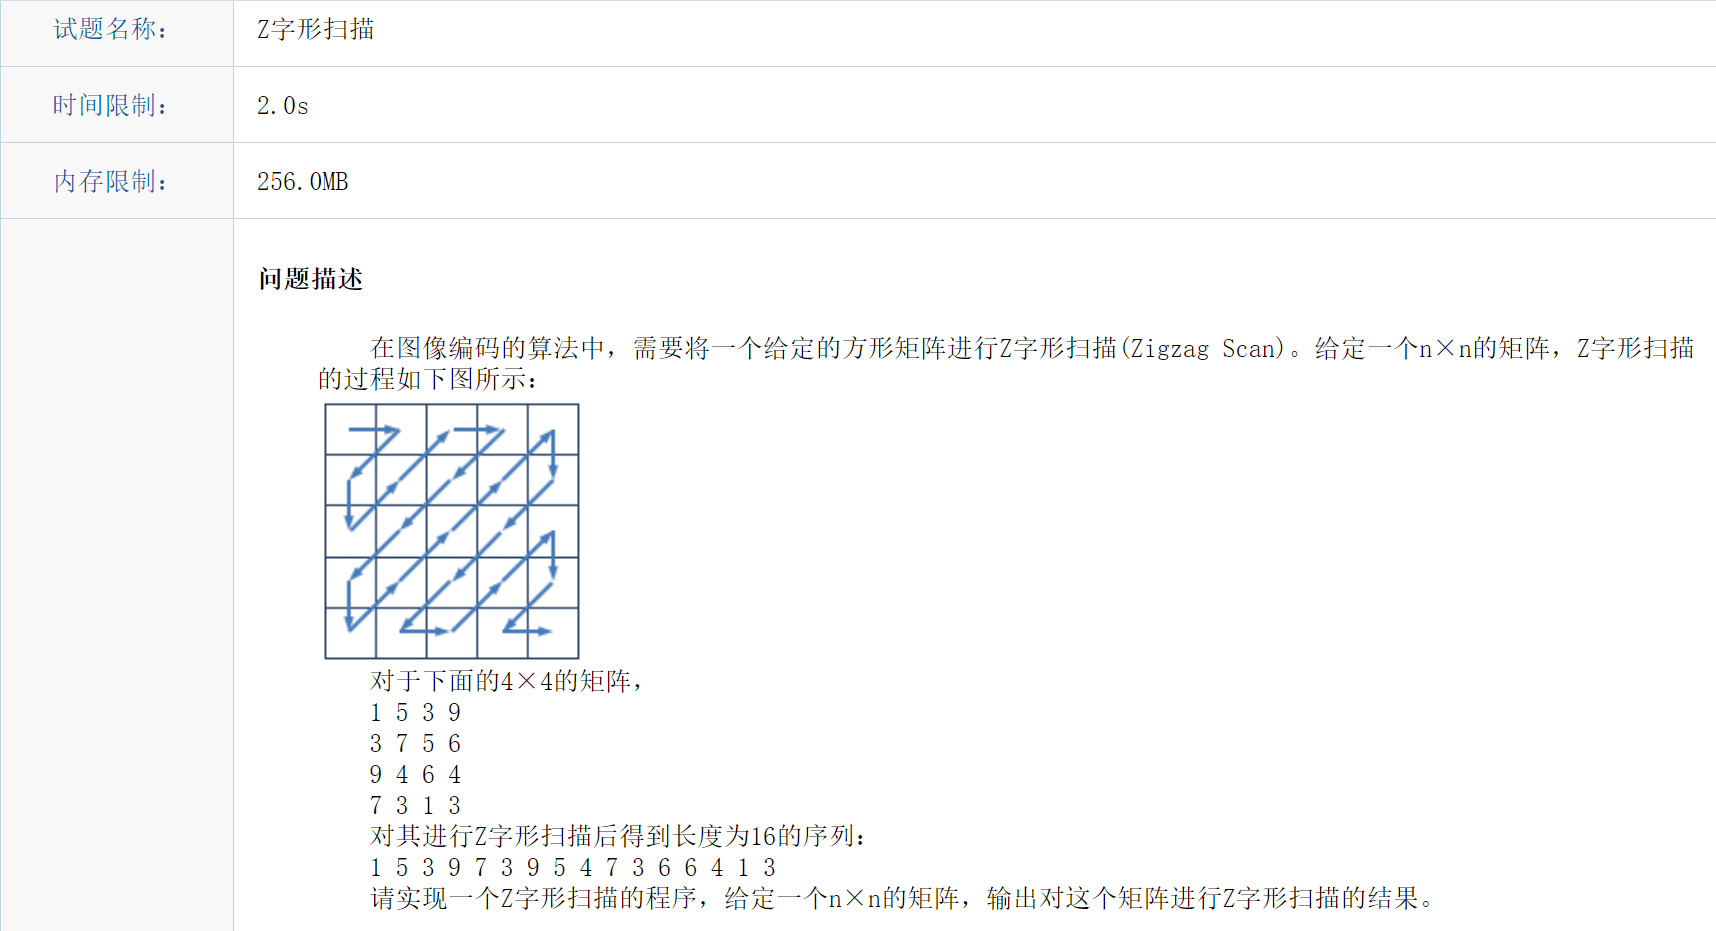 试题名称： Z字形扫描
时间限制： 2.0s
内存限制： 256.0MB
问题描述
在图像编码的算法中，需要将一个给定的方形矩阵进行Z字形扫描(Zigzag Scan)。给定一个n×n的矩阵，Z字形扫描
的过程如下图所示：
对于下面的4×4的矩阵，
1 5 3 9
3 7 5 6
9 4 6 4
7 3 1 3
对其进行Z字形扫描后得到长度为16的序列：
1 5 3 9 7 3 9 5 4 7 3 6 6 4 1 3
请实现一个Z字形扫描的程序，给定一个n×n的矩阵，输出对这个矩阵进行Z字形扫描的结果。